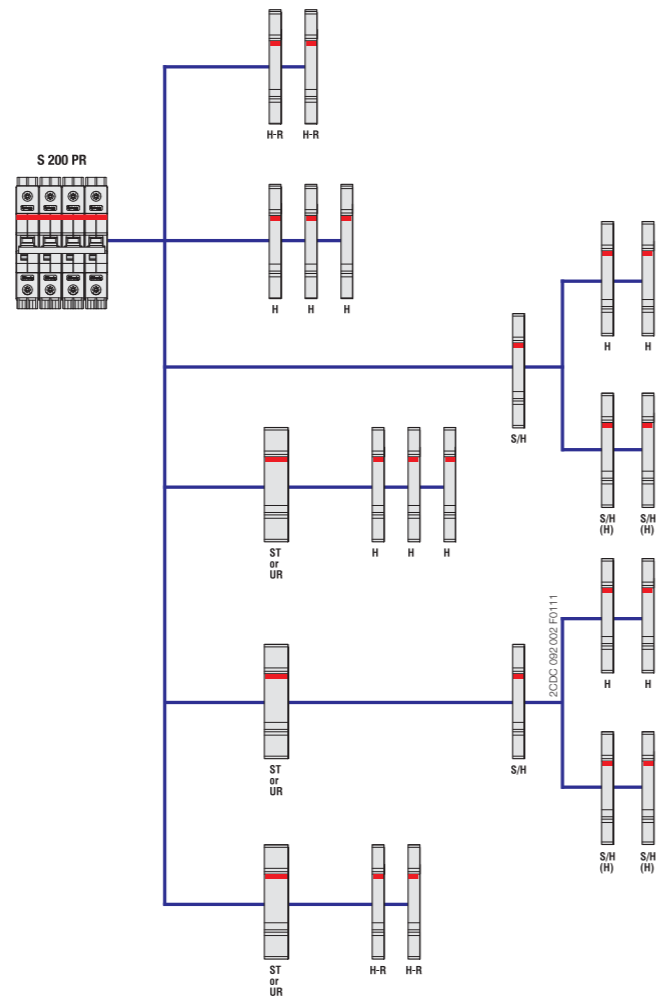 H-R H-R
S 200 PR
H H H
H H
S/H
S/H
(H)
S/H
(H)
ST
or
UR
H H H
2CDC 092 002 F0111
H H
ST
or
UR
S/H
S/H
(H)
S/H
(H)
ST
or
UR
H-R H-R